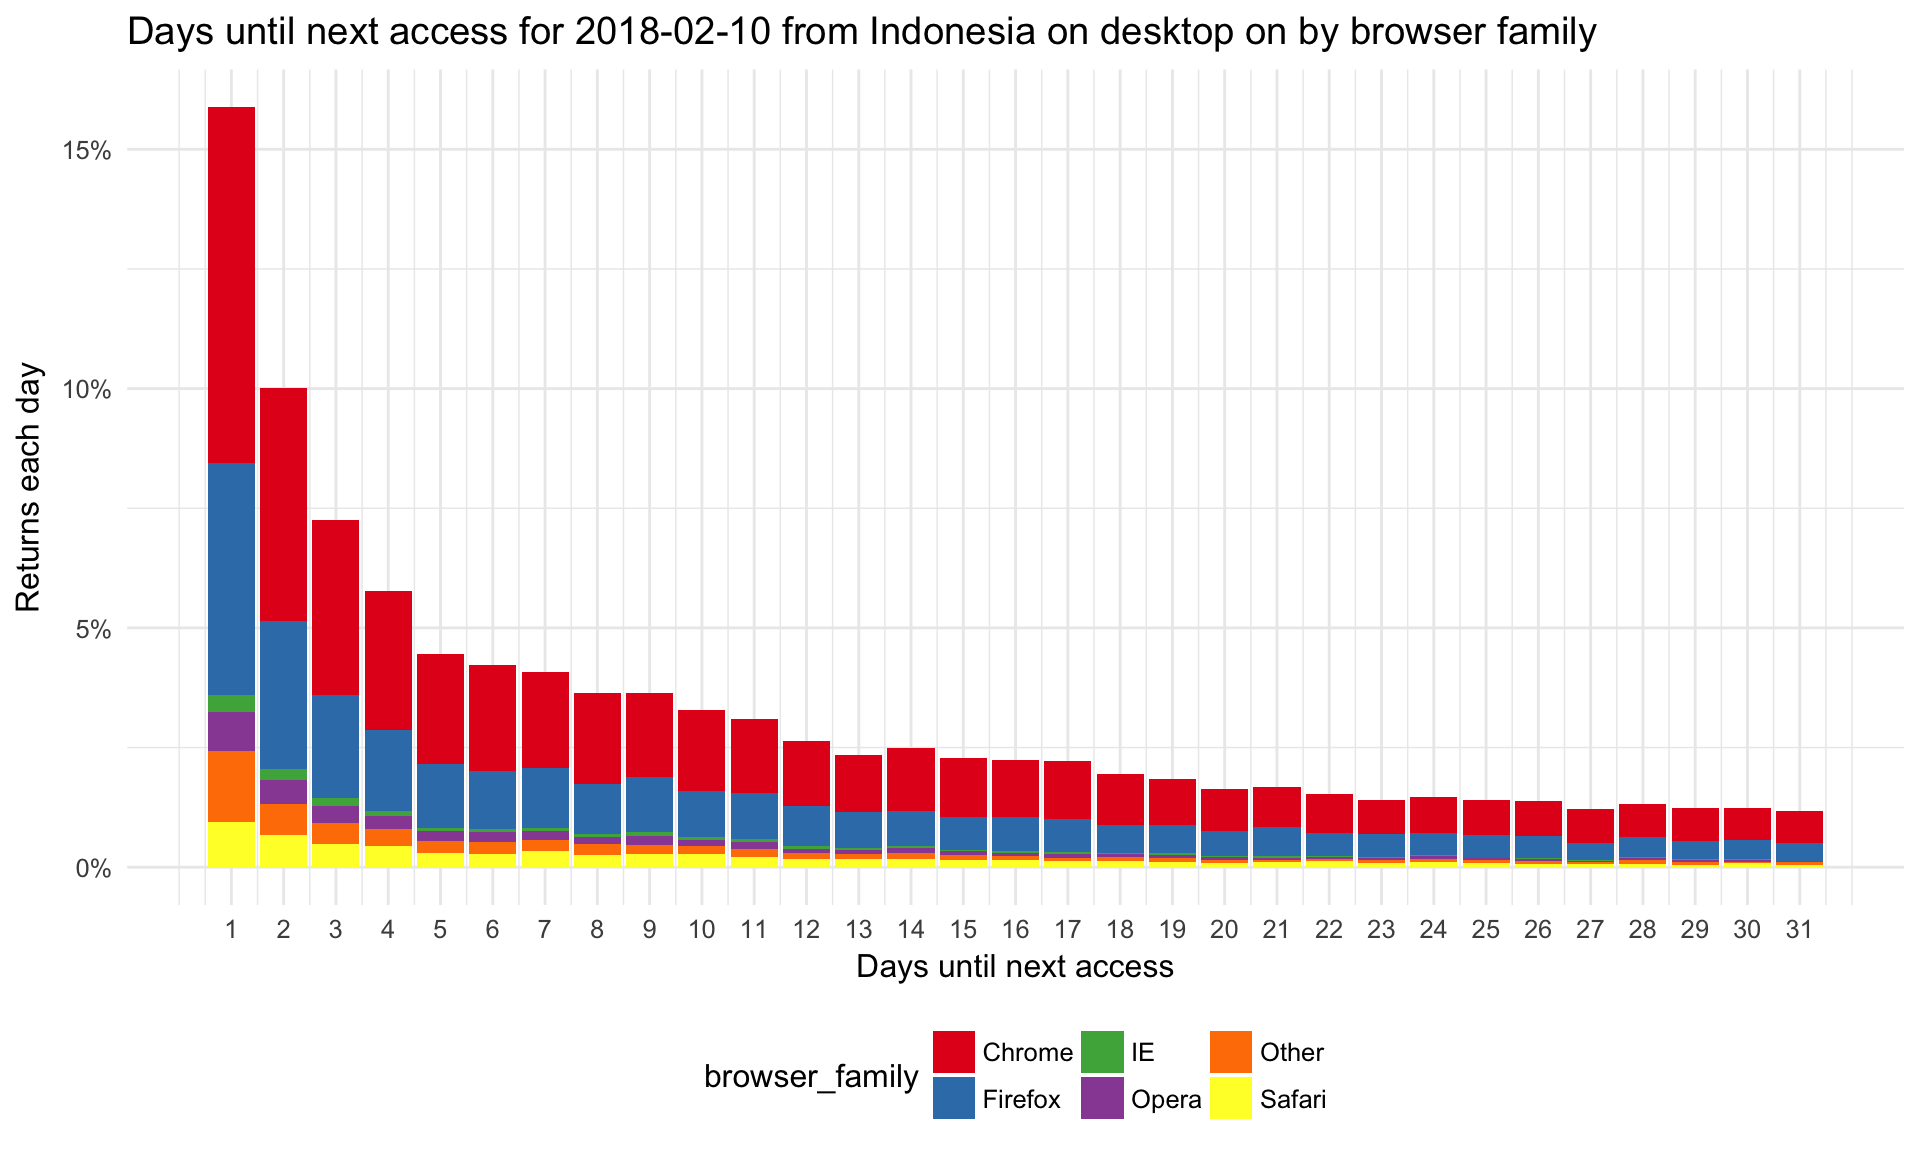 Days until next access for 2018-02-10 from Indonesia on desktop on by browser family
Returns each day
15%
10%
5%
0%
1 2 3 4 5 6 7 8 9 10 11 12 13 14 15 16 17 18 19 20 21 22 23 24 25 26 27 28 29 30 31
Days until next access
browser_family
Chrome IE Other
Firefox Opera Safari